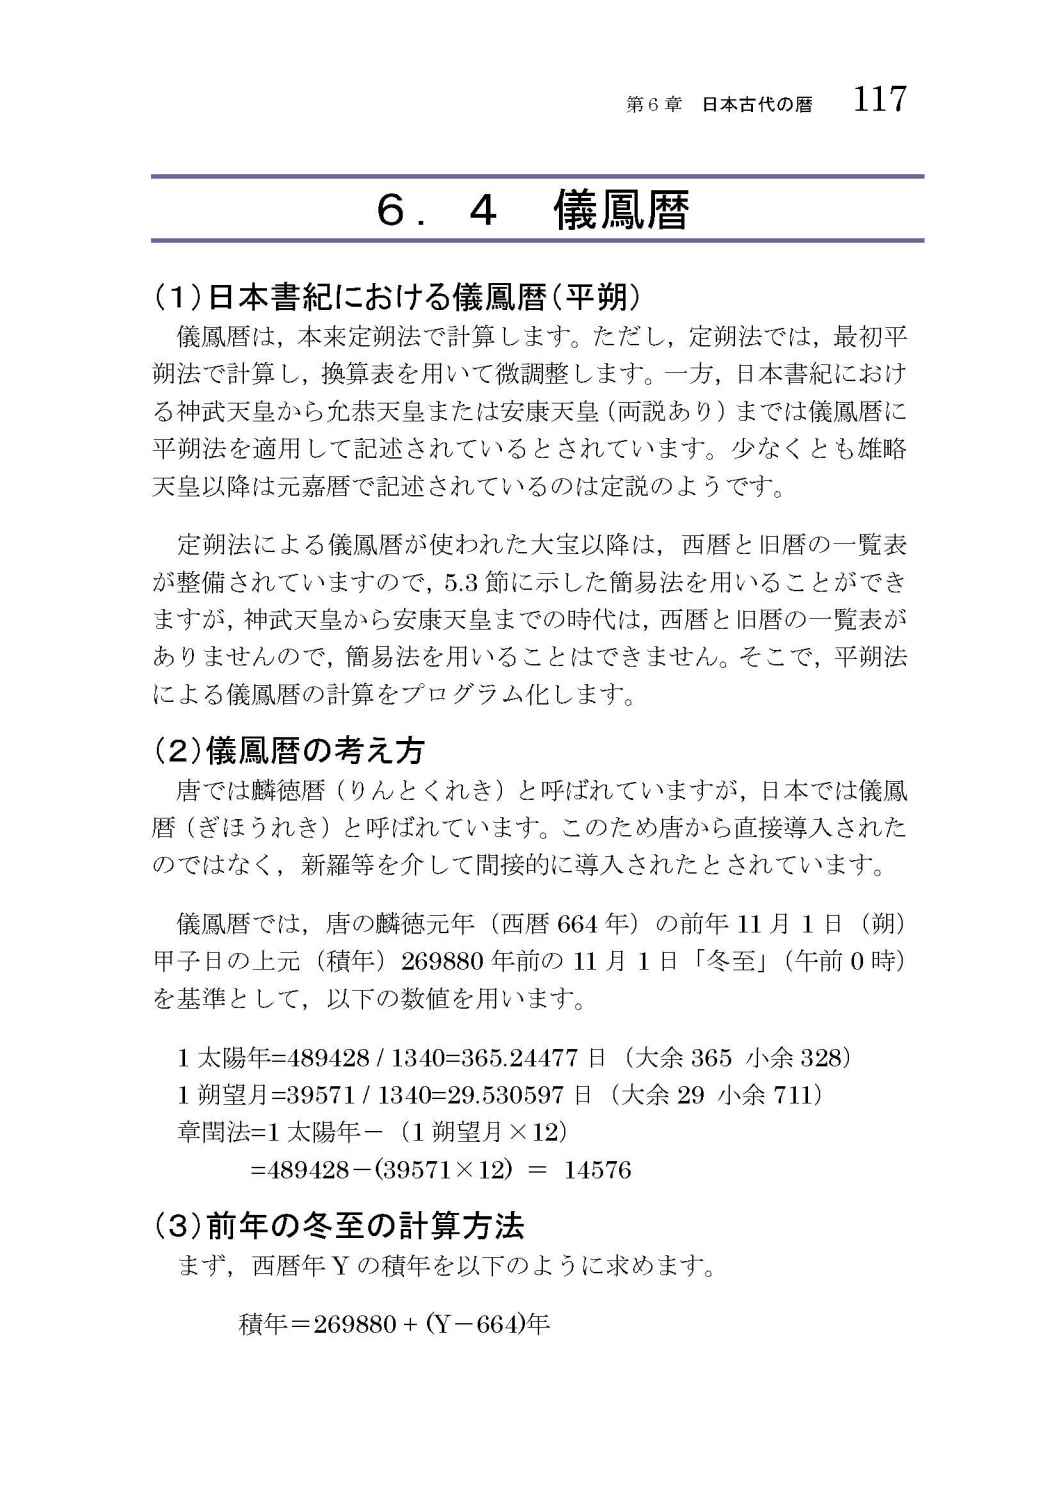 第6章　日本古代の暦　117
6．4　儀鳳暦
(1)日本書紀における儀鳳暦(平朔)
儀鳳暦は，本来定朔法で計算します。ただし，定朔法では，最初平
朔法で計算し，換算表を用いて微調整します。一方，日本書紀におけ
る神武天皇から允恭天皇または安康天皇（両説あり）までは儀鳳暦に
平朔法を適用して記述されているとされています。少なくとも雄略
天皇以降は元嘉暦で記述されているのは定説のようです。
定朔法による儀鳳暦が使われた大宝以降は，西暦と旧暦の一覧表
が整備されていますので，5.3 節に示した簡易法を用いることができ
ますが，神武天皇から安康天皇までの時代は，西暦と旧暦の一覧表が
ありませんので，簡易法を用いることはできません。そこで，平朔法
による儀鳳暦の計算をプログラム化します。
(2)儀鳳暦の考え方
唐では麟徳暦（りんとくれき）と呼ばれていますが，日本では儀鳳
暦（ぎほうれき）と呼ばれています。このため唐から直接導入された
のではなく，新羅等を介して間接的に導入されたとされています。
儀鳳暦では，唐の麟徳元年（西暦 664 年）の前年 11 月 1 日（朔）
甲子日の上元（積年）269880 年前の 11 月 1 日「冬至」（午前 0 時）
を基準として，以下の数値を用います。
1 太陽年=489428 / 1340=365.24477 日（大余 365 小余 328）
1 朔望月=39571 / 1340=29.530597 日（大余 29 小余 711）
章閏法=1 太陽年－（1 朔望月×12）
=489428－(39571×12) ＝ 14576
(3)前年の冬至の計算方法
まず，西暦年 Y の積年を以下のように求めます。
積年＝269880 + (Y－664)年